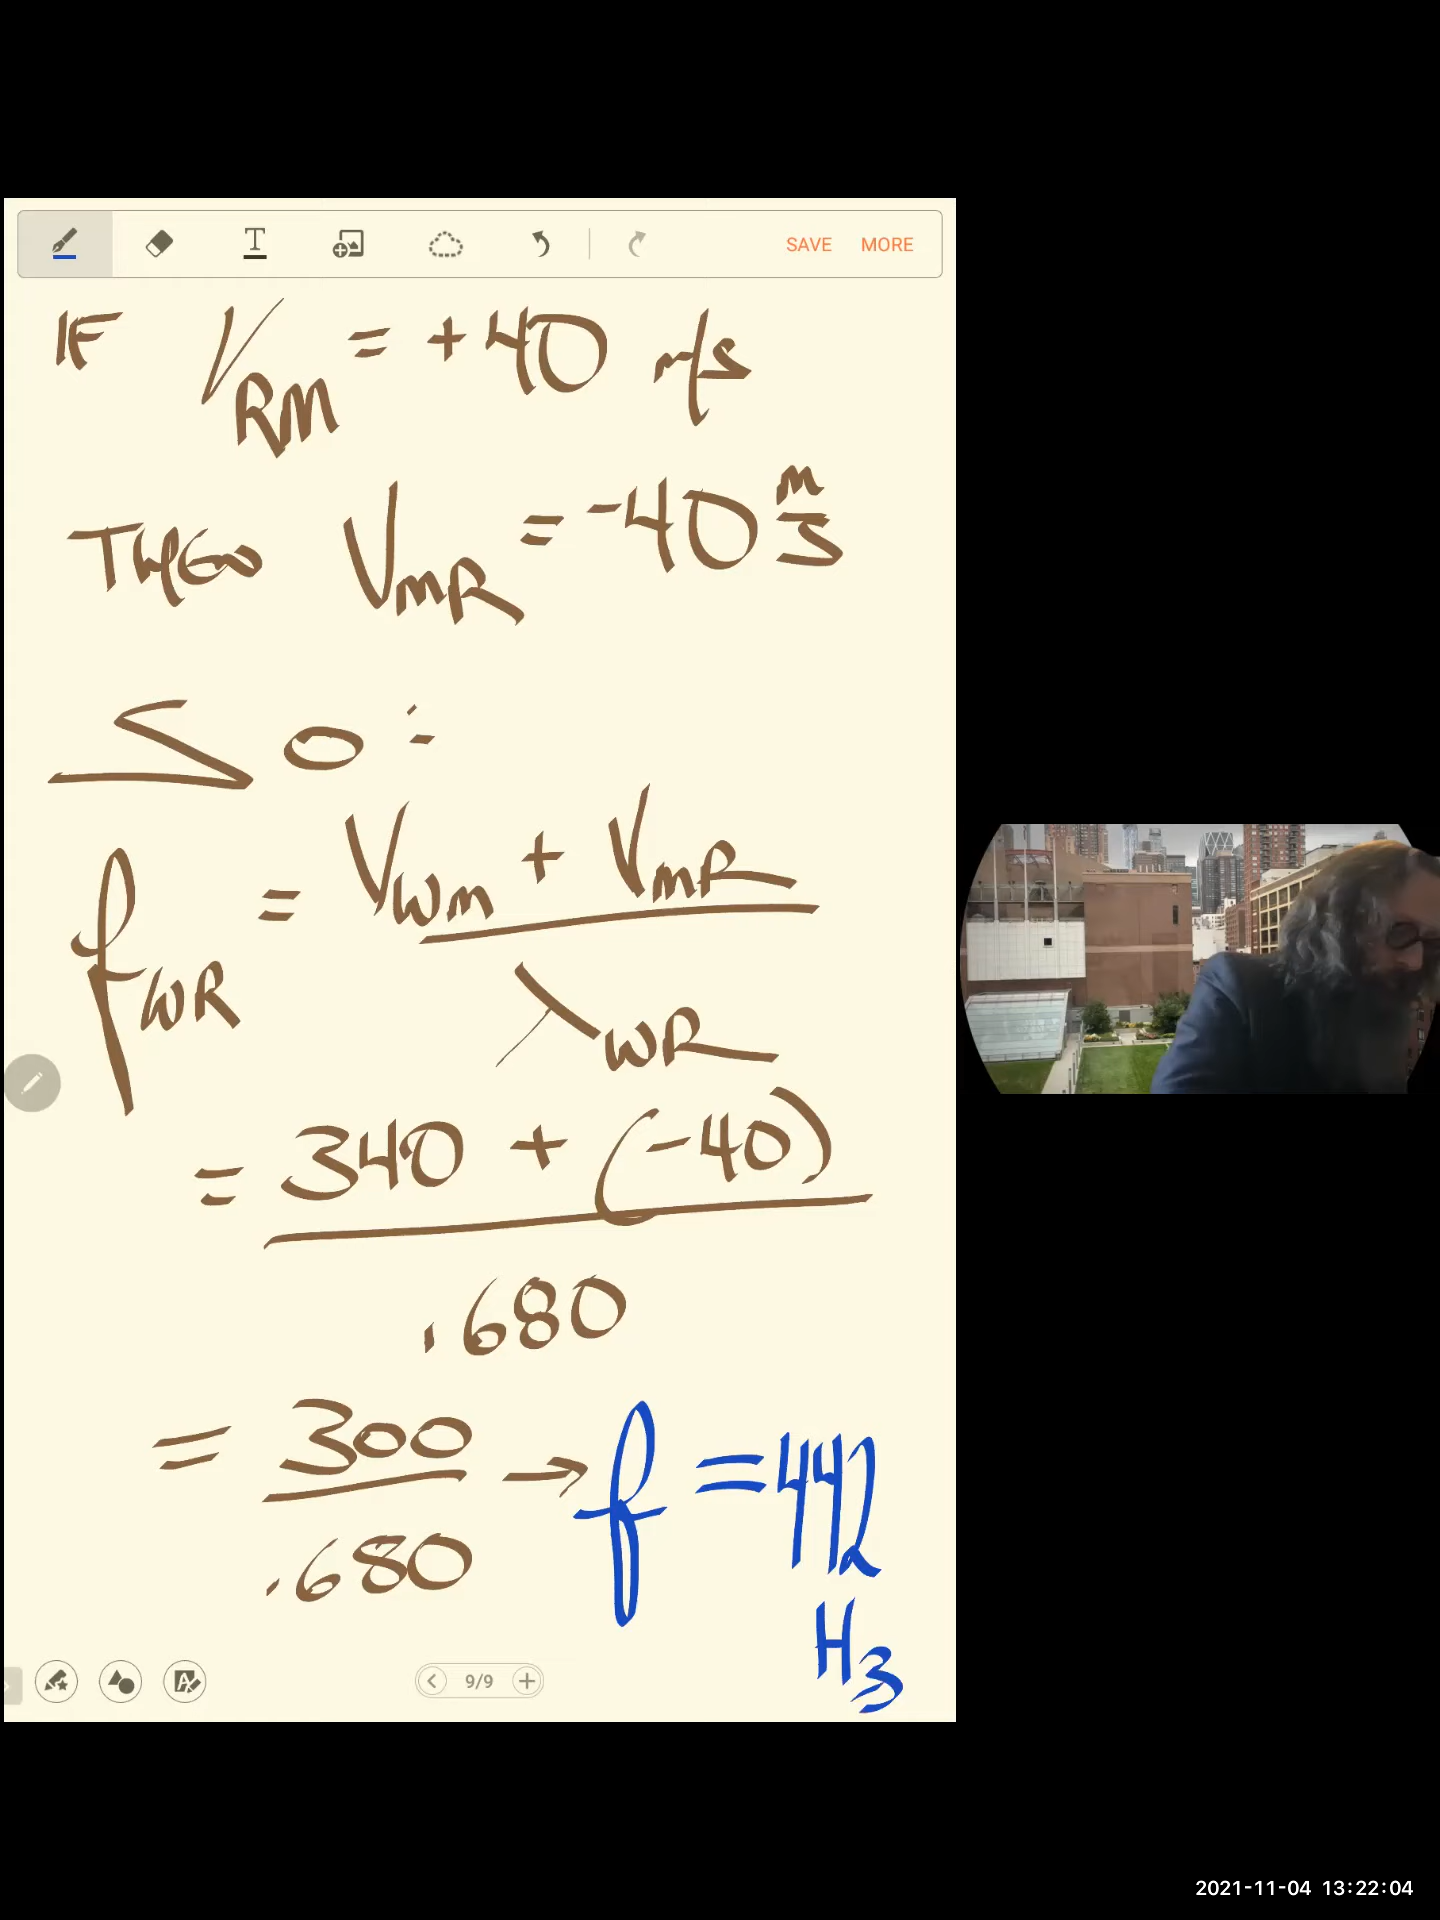 T
SAVE MORE
IF V_RM = +40 m/s
THEN V_MR = -40 m/s
SO:
f_WR = (V_WM + V_MR) / λ_WR
= (340 + (-40)) / .680
= 300 / .680 → f = 442
Hz
9/9
2021-11-04 13:22:04